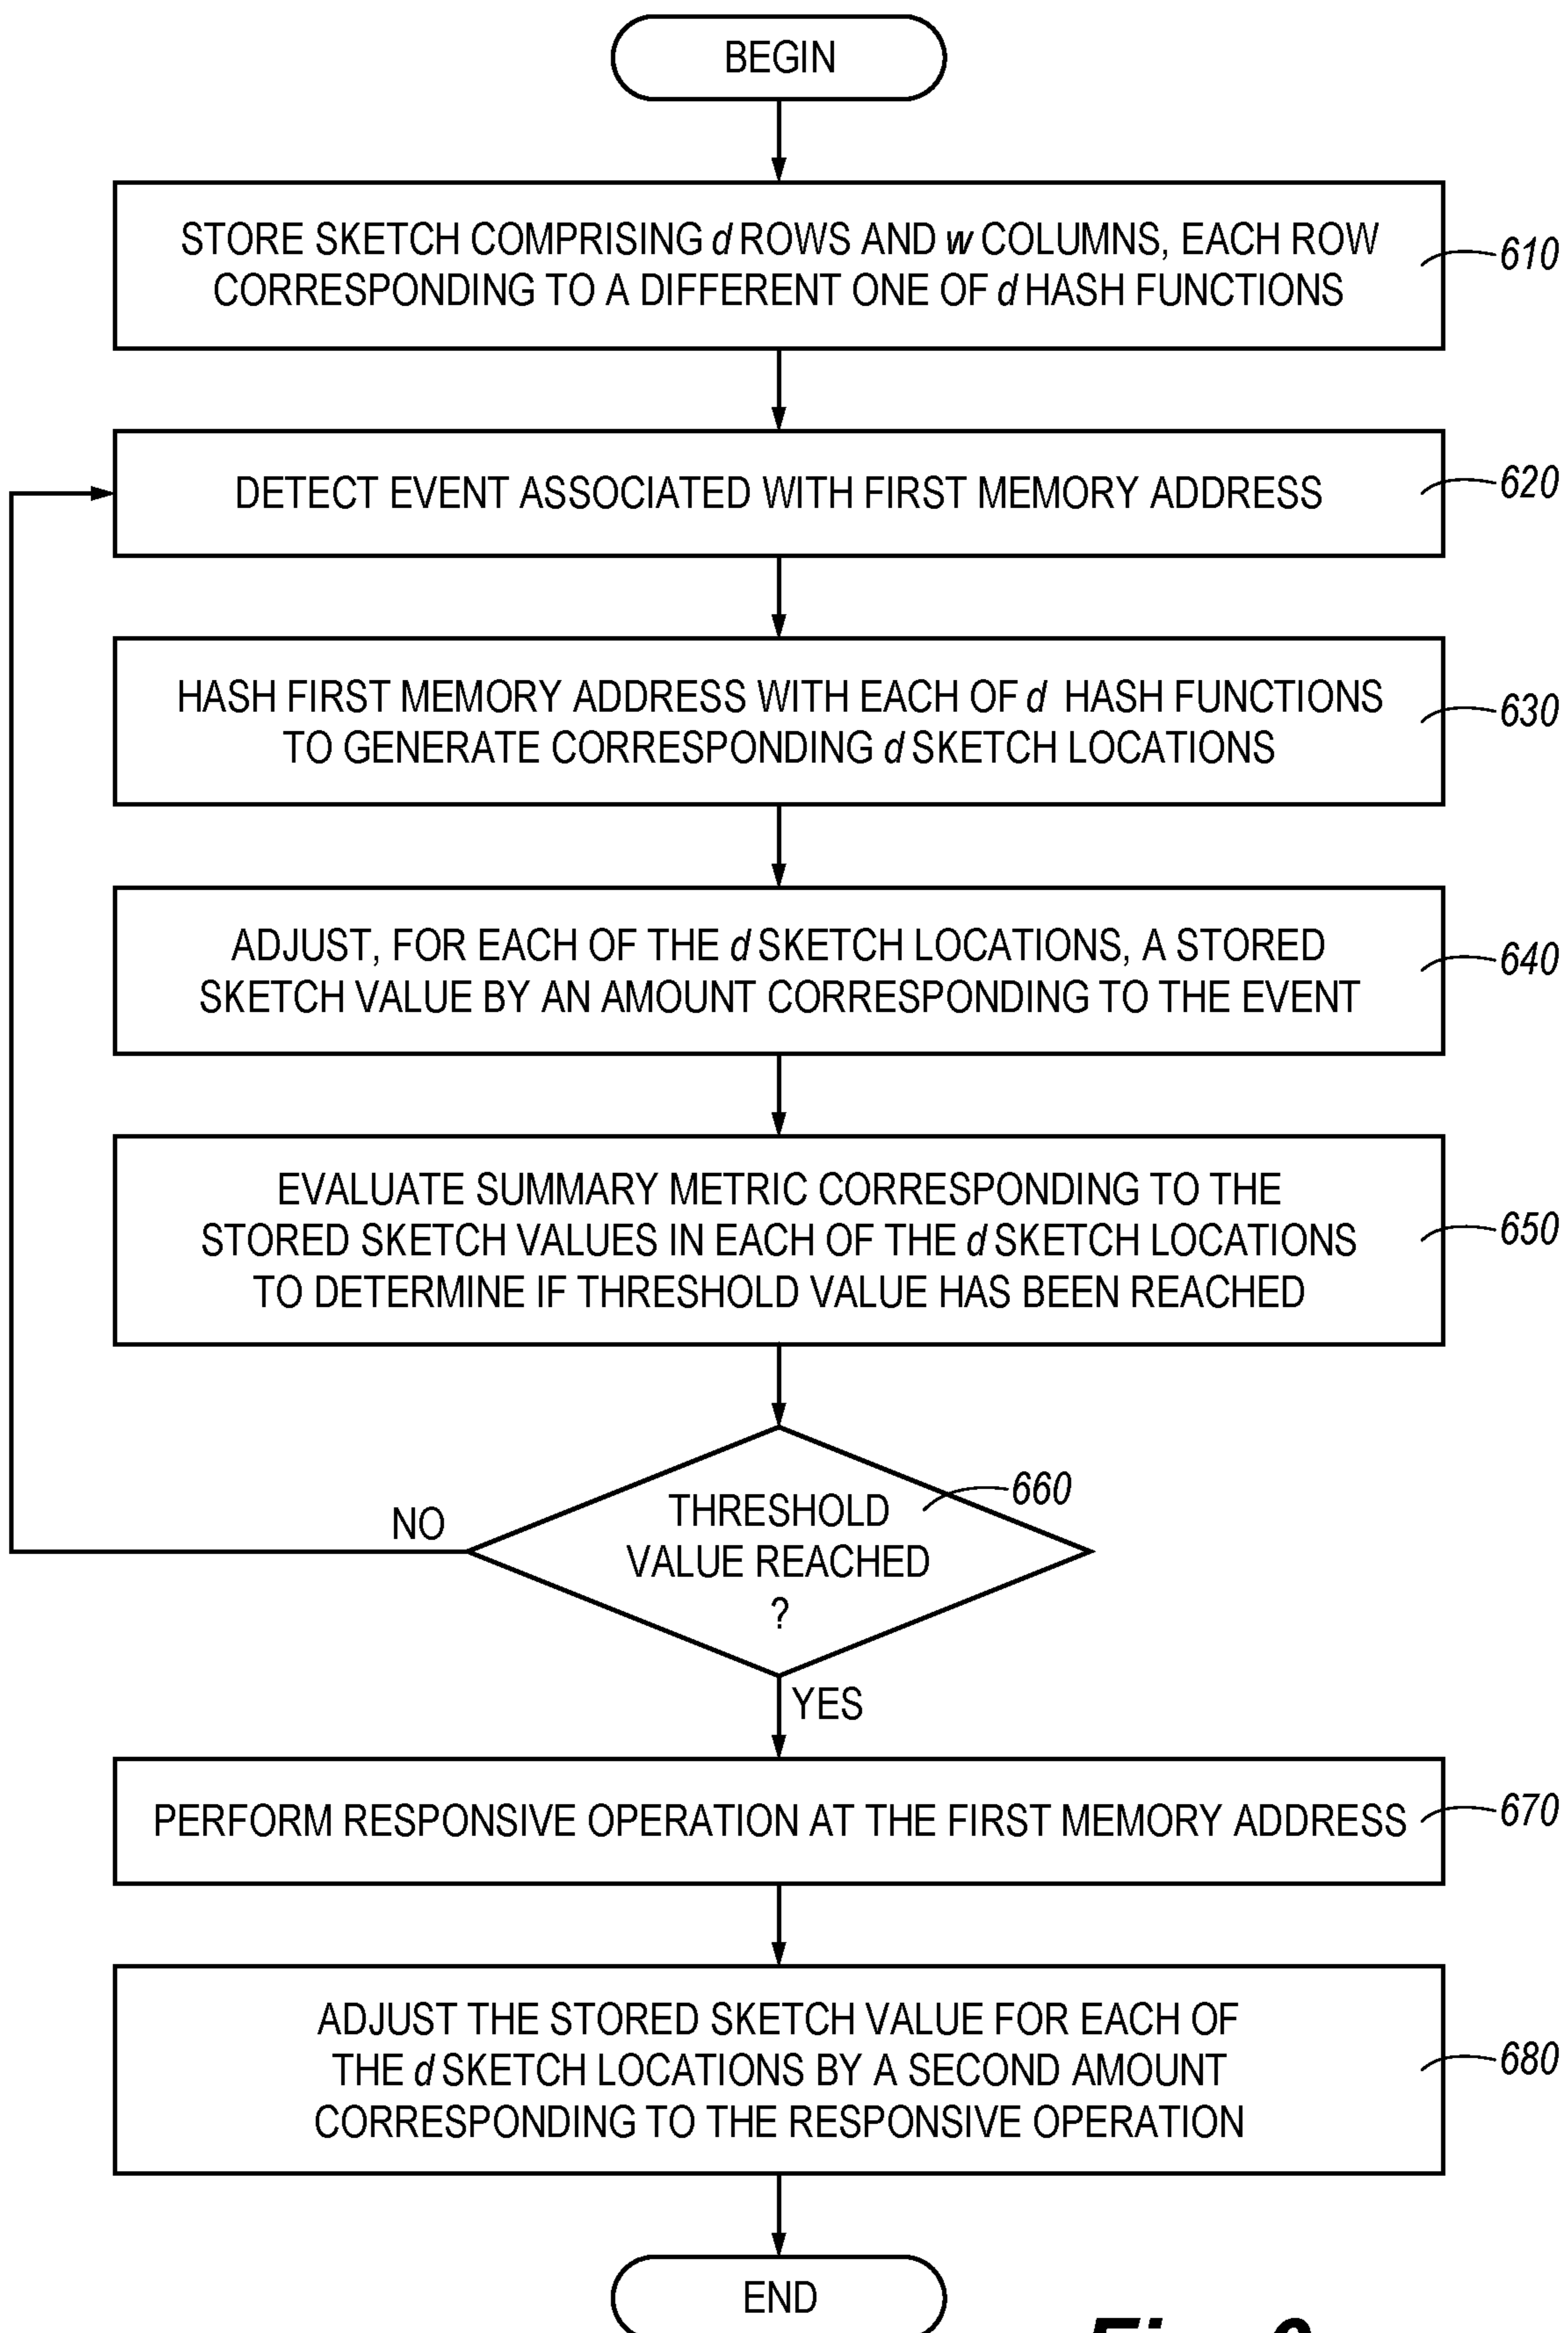 BEGIN
STORE SKETCH COMPRISING d ROWS AND w COLUMNS, EACH ROW
CORRESPONDING TO A DIFFERENT ONE OF d HASH FUNCTIONS
610
DETECT EVENT ASSOCIATED WITH FIRST MEMORY ADDRESS
620
HASH FIRST MEMORY ADDRESS WITH EACH OF d HASH FUNCTIONS
TO GENERATE CORRESPONDING d SKETCH LOCATIONS
630
ADJUST, FOR EACH OF THE d SKETCH LOCATIONS, A STORED
SKETCH VALUE BY AN AMOUNT CORRESPONDING TO THE EVENT
640
EVALUATE SUMMARY METRIC CORRESPONDING TO THE
STORED SKETCH VALUES IN EACH OF THE d SKETCH LOCATIONS
TO DETERMINE IF THRESHOLD VALUE HAS BEEN REACHED
650
660
NO
THRESHOLD
VALUE REACHED
?
YES
PERFORM RESPONSIVE OPERATION AT THE FIRST MEMORY ADDRESS
670
ADJUST THE STORED SKETCH VALUE FOR EACH OF
THE d SKETCH LOCATIONS BY A SECOND AMOUNT
CORRESPONDING TO THE RESPONSIVE OPERATION
680
END